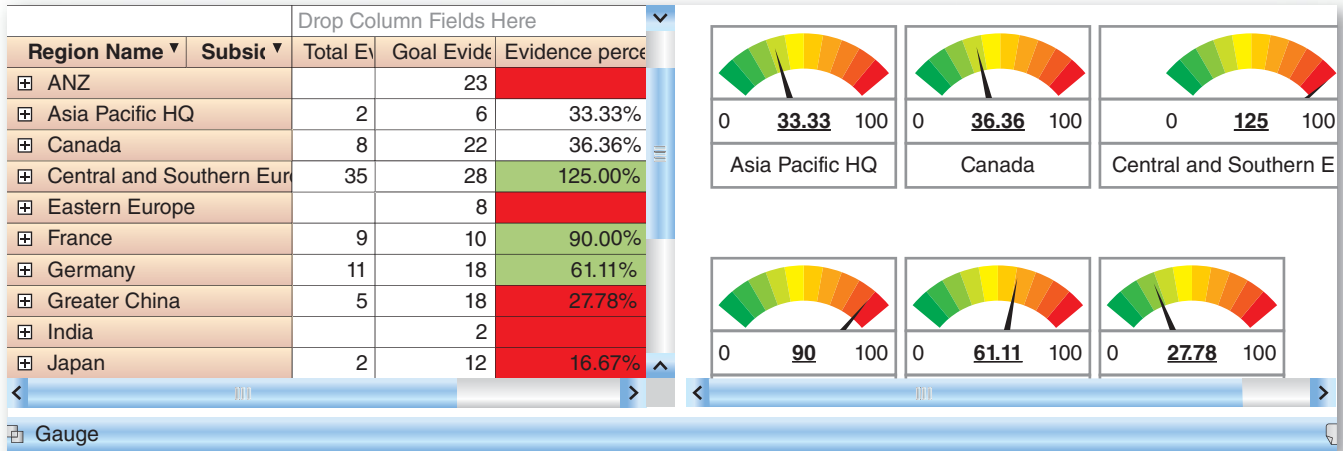 Drop Column Fields Here
Region Name Subsic Total Ev Goal Evide Evidence perce
ANZ 23
Asia Pacific HQ 2 6 33.33%
Canada 8 22 36.36%
Central and Southern Euro 35 28 125.00%
Eastern Europe 8
France 9 10 90.00%
Germany 11 18 61.11%
Greater China 5 18 27.78%
India 2
Japan 2 12 16.67%
0 33.33 100
Asia Pacific HQ
0 36.36 100
Canada
0 125 100
Central and Southern E
0 90 100
0 61.11 100
0 27.78 100
Gauge